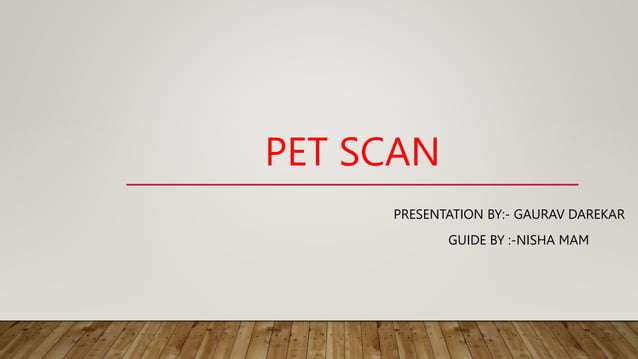 PET SCAN
PRESENTATION BY:- GAURAV DAREKAR
GUIDE BY :-NISHA MAM